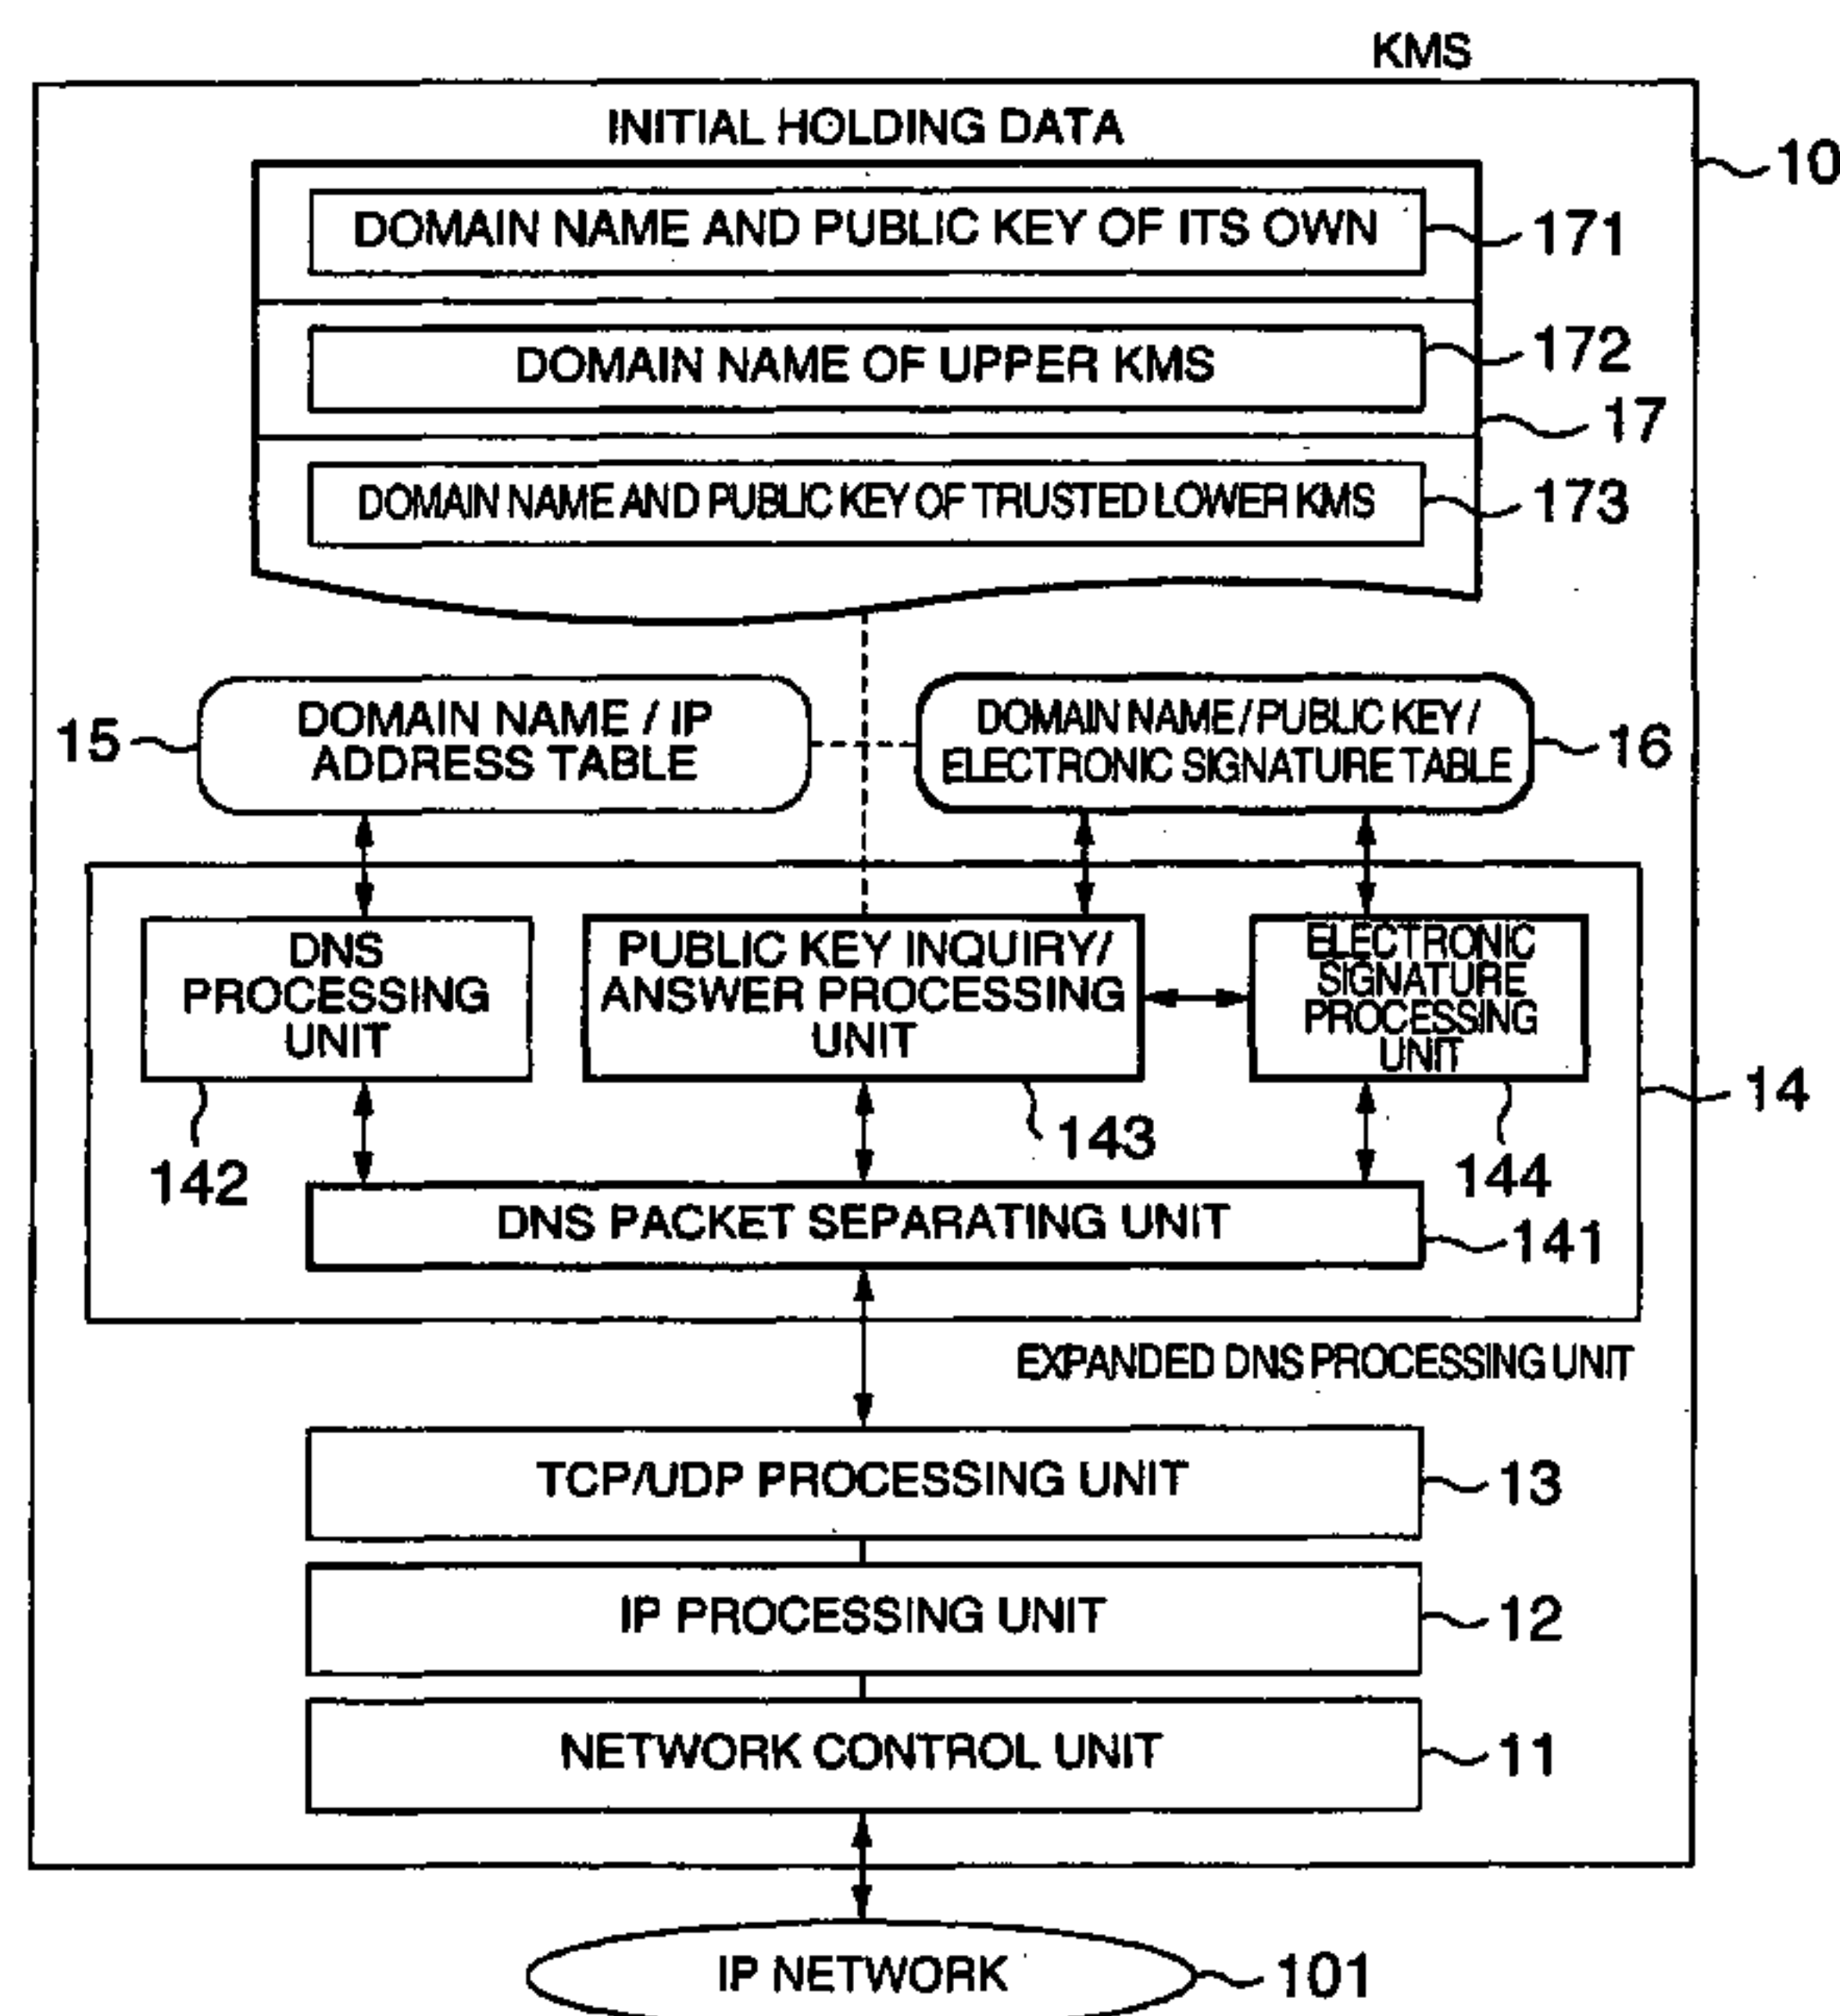 KMS
INITIAL HOLDING DATA
10
DOMAIN NAME AND PUBLIC KEY OF ITS OWN
171
DOMAIN NAME OF UPPER KMS
172
17
DOMAIN NAME AND PUBLIC KEY OF TRUSTED LOWER KMS
173
15
DOMAIN NAME / IP
ADDRESS TABLE
DOMAIN NAME / PUBLIC KEY /
ELECTRONIC SIGNATURE TABLE
16
DNS
PROCESSING
UNIT
PUBLIC KEY INQUIRY/
ANSWER PROCESSING
UNIT
ELECTRONIC
SIGNATURE
PROCESSING
UNIT
14
142
143
144
DNS PACKET SEPARATING UNIT
141
EXPANDED DNS PROCESSING UNIT
TCP/UDP PROCESSING UNIT
13
IP PROCESSING UNIT
12
NETWORK CONTROL UNIT
11
IP NETWORK
101